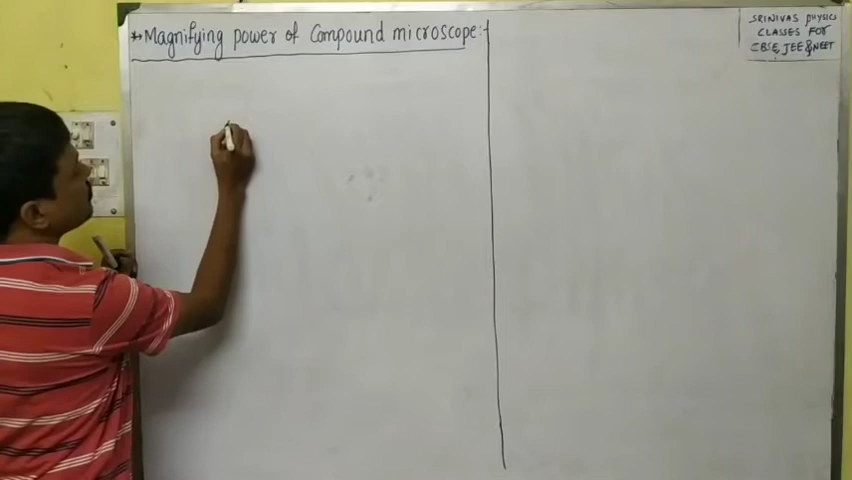 ** Magnifying power of Compound microscope:-
SRINIVAS PHYSICS
CLASSES FOR
CBSE, JEE & NEET